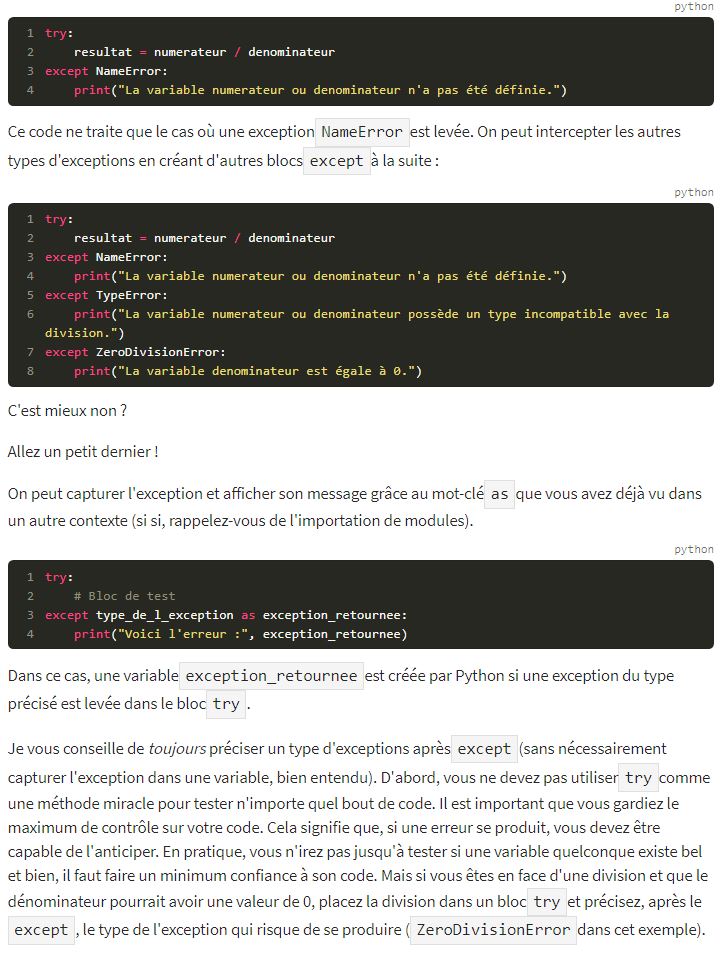 python
1 try:
2     resultat = numerateur / denominateur
3 except NameError:
4     print("La variable numerateur ou denominateur n'a pas été définie.")
Ce code ne traite que le cas où une exception NameError est levée. On peut intercepter les autres
types d'exceptions en créant d'autres blocs except à la suite :
python
1 try:
2     resultat = numerateur / denominateur
3 except NameError:
4     print("La variable numerateur ou denominateur n'a pas été définie.")
5 except TypeError:
6     print("La variable numerateur ou denominateur possède un type incompatible avec la
division.")
7 except ZeroDivisionError:
8     print("La variable denominateur est égale à 0.")
C'est mieux non ?
Allez un petit dernier !
On peut capturer l'exception et afficher son message grâce au mot-clé as que vous avez déjà vu dans
un autre contexte (si si, rappelez-vous de l'importation de modules).
python
1 try:
2     # Bloc de test
3 except type_de_l_exception as exception_retournee:
4     print("Voici l'erreur :", exception_retournee)
Dans ce cas, une variable exception_retournee est créée par Python si une exception du type
précisé est levée dans le bloc try .
Je vous conseille de toujours préciser un type d'exceptions après except (sans nécessairement
capturer l'exception dans une variable, bien entendu). D'abord, vous ne devez pas utiliser try comme
une méthode miracle pour tester n'importe quel bout de code. Il est important que vous gardiez le
maximum de contrôle sur votre code. Cela signifie que, si une erreur se produit, vous devez être
capable de l'anticiper. En pratique, vous n'irez pas jusqu'à tester si une variable quelconque existe bel
et bien, il faut faire un minimum confiance à son code. Mais si vous êtes en face d'une division et que le
dénominateur pourrait avoir une valeur de 0, placez la division dans un bloc try et précisez, après le
except , le type de l'exception qui risque de se produire ( ZeroDivisionError dans cet exemple).